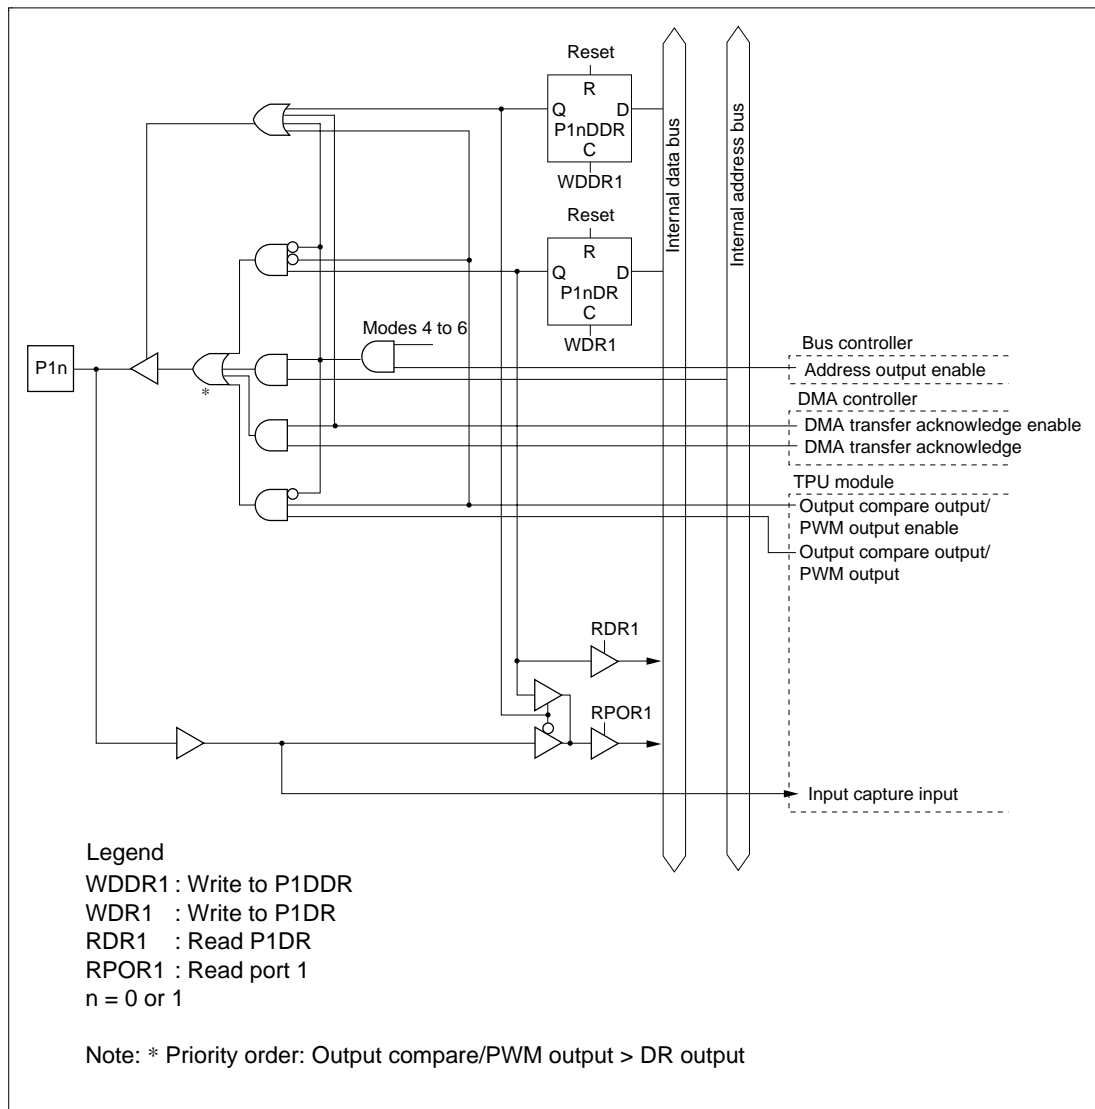 Reset
R
Q D
P1nDDR
C
WDDR1
Internal data bus
Internal address bus
Reset
R
Q D
P1nDR
C
WDR1
Modes 4 to 6
P1n
*
Bus controller
Address output enable
DMA controller
DMA transfer acknowledge enable
DMA transfer acknowledge
TPU module
Output compare output/
PWM output enable
Output compare output/
PWM output
RDR1
RPOR1
Input capture input
Legend
WDDR1 : Write to P1DDR
WDR1 : Write to P1DR
RDR1 : Read P1DR
RPOR1 : Read port 1
n = 0 or 1
Note: * Priority order: Output compare/PWM output > DR output